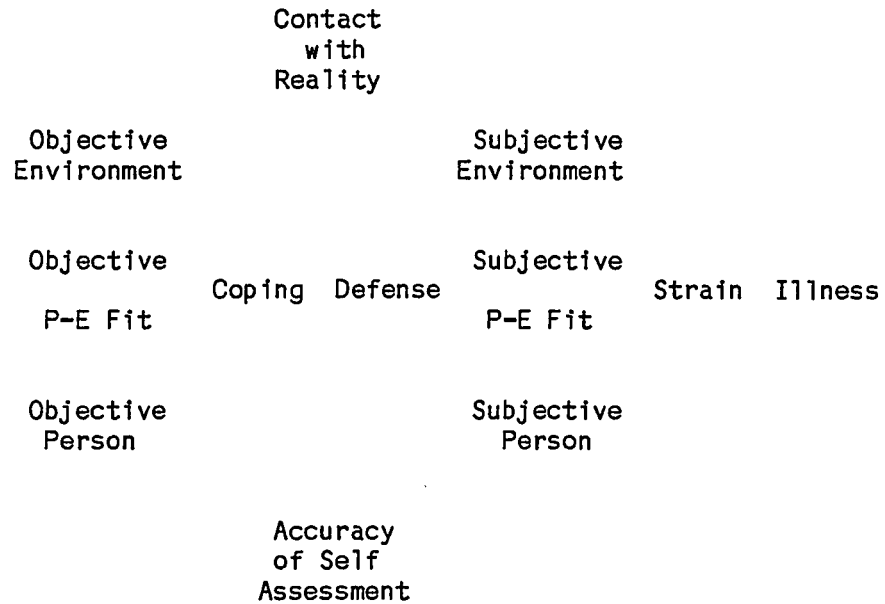 Contact
with
Reality
Objective Subjective
Environment Environment
Objective Subjective
Coping Defense Strain Illness
P-E Fit P-E Fit
Objective Subjective
Person Person
Accuracy
of Self
Assessment